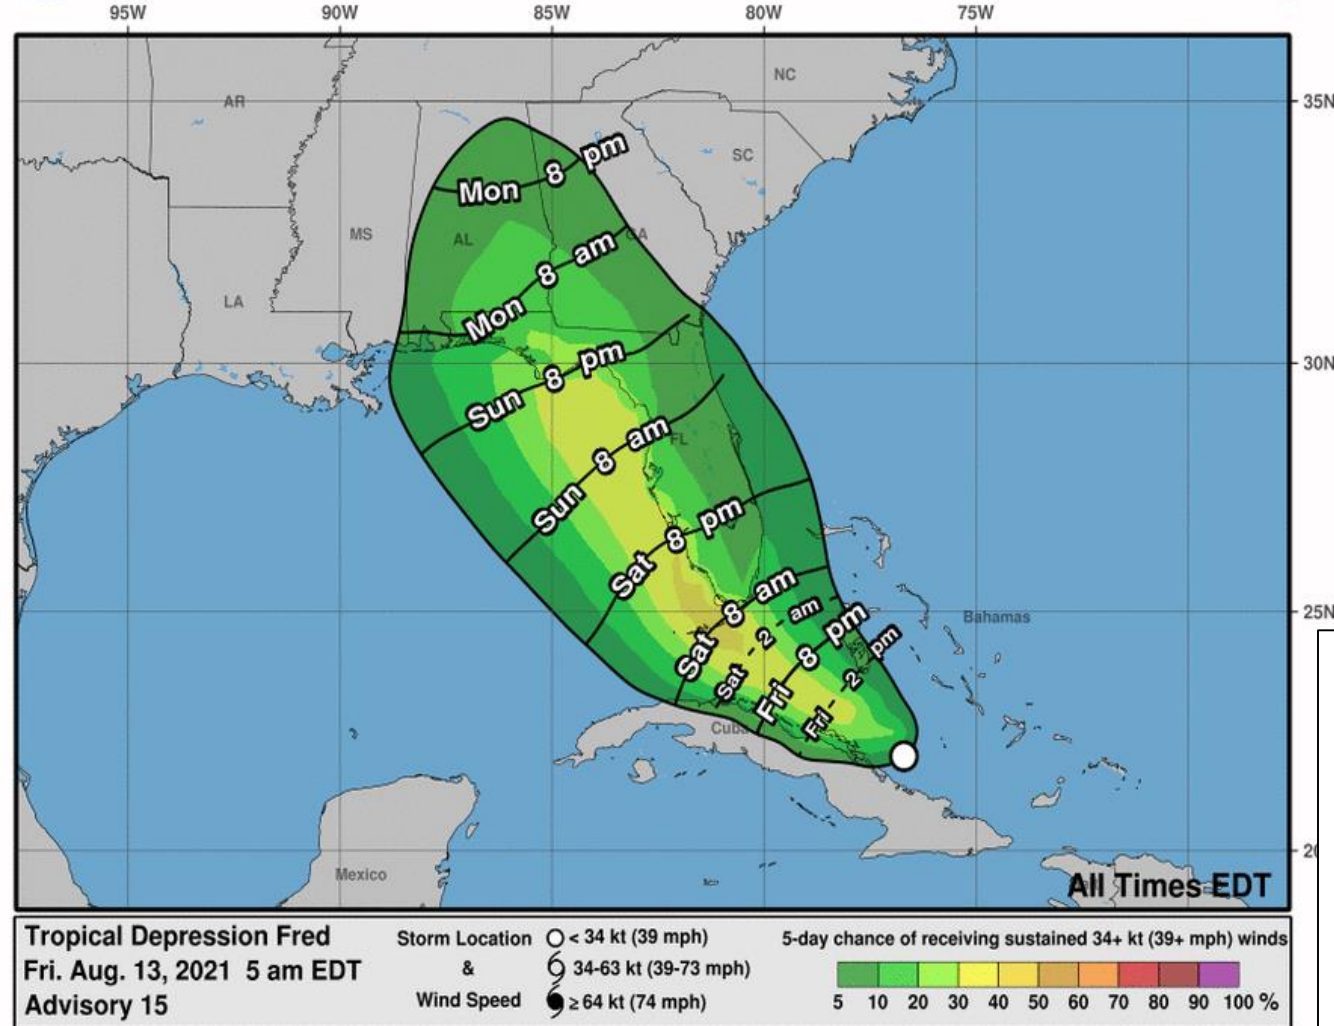 95W 90W 85W 80W 75W
NC
35N
AR
pm
8
Mon
SC
MS AL am GA
8
LA
Mon
pm
30N
8
Sun
am
FL
8
Sun
pm
8
Sat
am
8
am
25N
Bahamas
2
pm
pm
Sat
8
Sat
2
Fri
Fri
Cuba
Mexico
All Times EDT
Tropical Depression Fred
Fri. Aug. 13, 2021 5 am EDT
Advisory 15
Storm Location
&
Wind Speed
< 34 kt (39 mph)
34-63 kt (39-73 mph)
≥ 64 kt (74 mph)
5-day chance of receiving sustained 34+ kt (39+ mph) winds
5 10 20 30 40 50 60 70 80 90 100 %